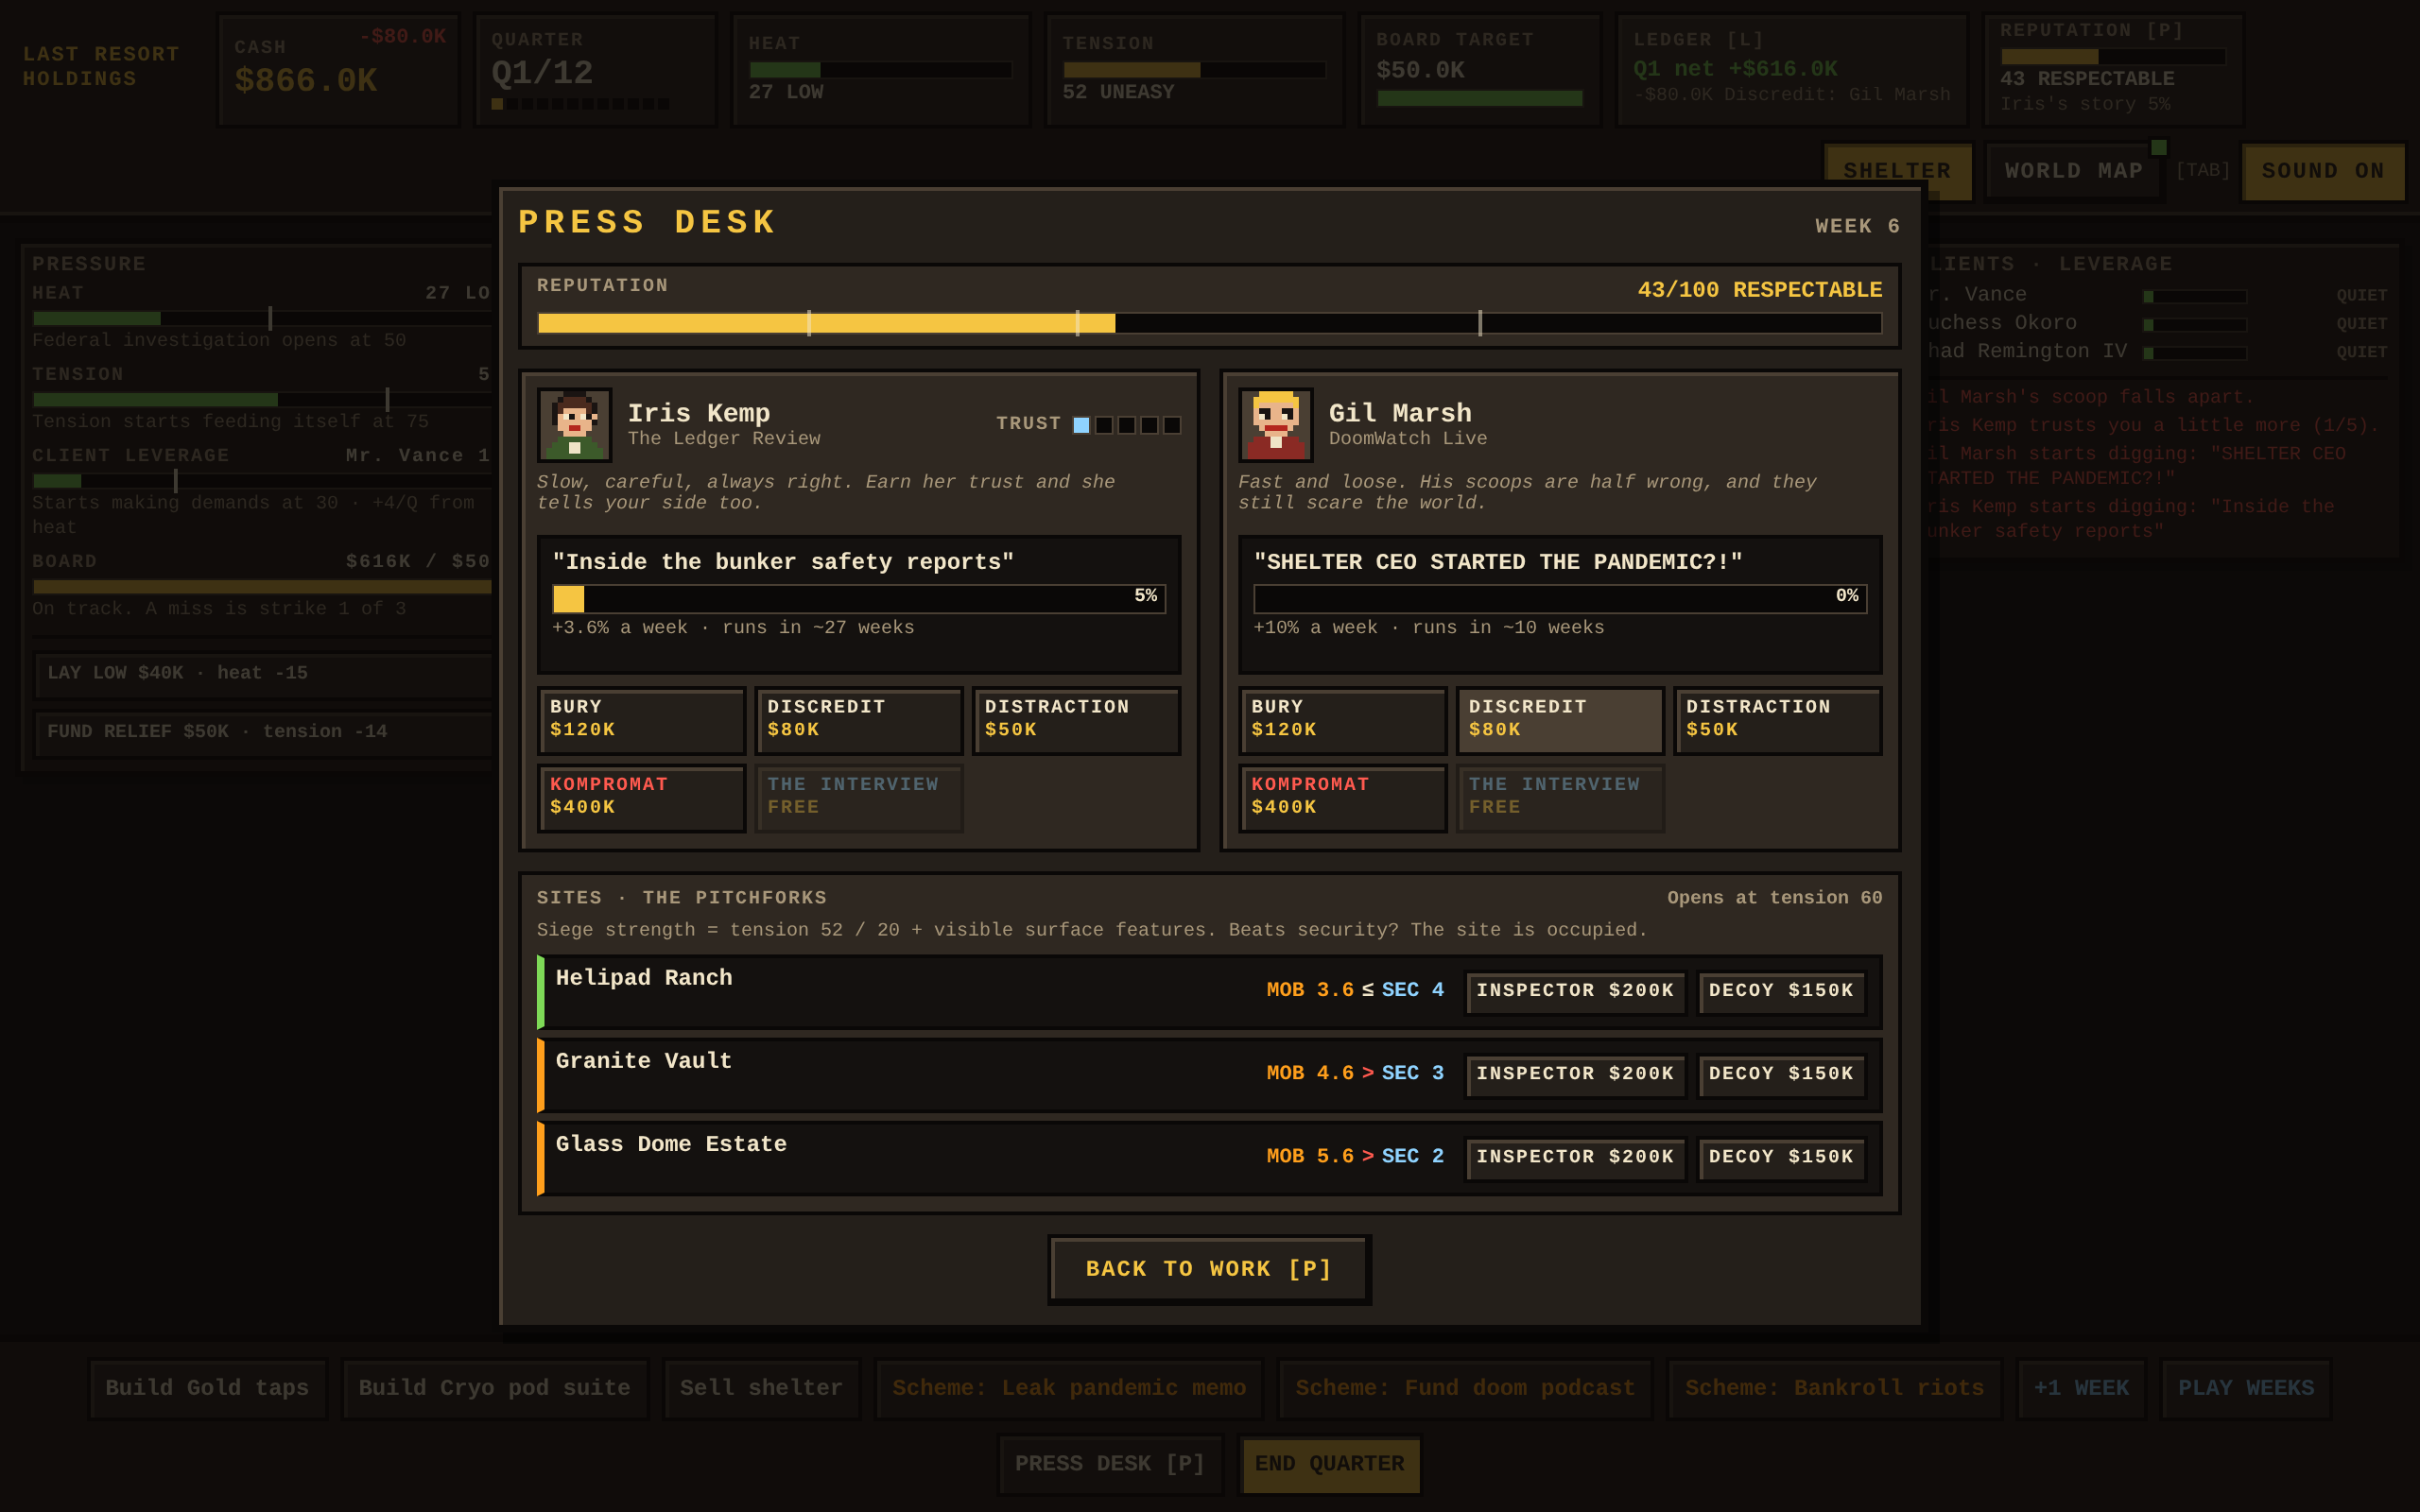 LAST RESORT
HOLDINGS
CASH
-$80.0K
$866.0K
QUARTER
Q1/12
HEAT
27 LOW
TENSION
52 UNEASY
BOARD TARGET
$50.0K
LEDGER [L]
Q1 net +$616.0K
-$80.0K Discredit: Gil Marsh
REPUTATION [P]
43 RESPECTABLE
Iris's story 5%
SHELTER
WORLD MAP
[TAB]
SOUND ON
PRESSURE
HEAT
27 LO
Federal investigation opens at 50
TENSION
5
Tension starts feeding itself at 75
CLIENT LEVERAGE
Mr. Vance 1
Starts making demands at 30 · +4/Q from
heat
BOARD
$616K / $50
On track. A miss is strike 1 of 3
LAY LOW $40K · heat -15
FUND RELIEF $50K · tension -14
PRESS DESK
WEEK 6
REPUTATION
43/100 RESPECTABLE
Iris Kemp
The Ledger Review
TRUST
Slow, careful, always right. Earn her trust and she
tells your side too.
"Inside the bunker safety reports"
5%
+3.6% a week · runs in ~27 weeks
BURY
$120K
DISCREDIT
$80K
DISTRACTION
$50K
KOMPROMAT
$400K
THE INTERVIEW
FREE
Gil Marsh
DoomWatch Live
Fast and loose. His scoops are half wrong, and they
still scare the world.
"SHELTER CEO STARTED THE PANDEMIC?!"
0%
+10% a week · runs in ~10 weeks
BURY
$120K
DISCREDIT
$80K
DISTRACTION
$50K
KOMPROMAT
$400K
THE INTERVIEW
FREE
SITES · THE PITCHFORKS
Opens at tension 60
Siege strength = tension 52 / 20 + visible surface features. Beats security? The site is occupied.
Helipad Ranch
MOB 3.6 ≤ SEC 4
INSPECTOR $200K
DECOY $150K
Granite Vault
MOB 4.6 > SEC 3
INSPECTOR $200K
DECOY $150K
Glass Dome Estate
MOB 5.6 > SEC 2
INSPECTOR $200K
DECOY $150K
BACK TO WORK [P]
LIENTS · LEVERAGE
r. Vance
QUIET
uchess Okoro
QUIET
had Remington IV
QUIET
il Marsh's scoop falls apart.
ris Kemp trusts you a little more (1/5).
il Marsh starts digging: "SHELTER CEO
TARTED THE PANDEMIC?!"
ris Kemp starts digging: "Inside the
unker safety reports"
Build Gold taps
Build Cryo pod suite
Sell shelter
Scheme: Leak pandemic memo
Scheme: Fund doom podcast
Scheme: Bankroll riots
+1 WEEK
PLAY WEEKS
PRESS DESK [P]
END QUARTER